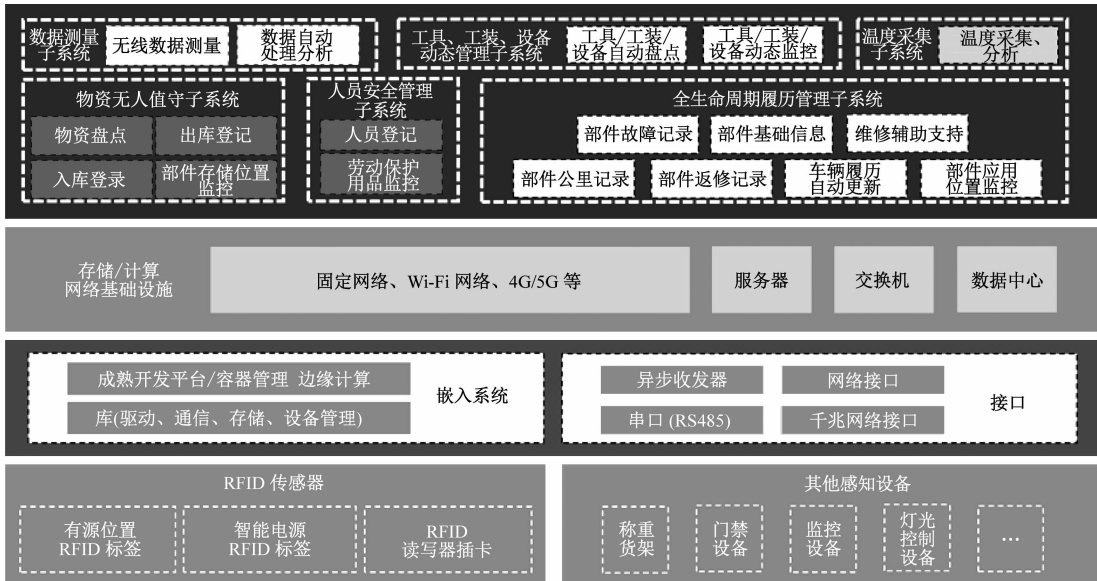 数据测量
子系统
无线数据测量
数据自动
处理分析
工具、工装、设备
动态管理子系统
工具/工装/
设备自动盘点
工具/工装/
设备动态监控
温度采集
子系统
温度采集、
分析
物资无人值守子系统
物资盘点
出库登记
入库登录
部件存储位置
监控
人员安全管理
子系统
人员登记
劳动保护
用品监控
全生命周期履历管理子系统
部件故障记录
部件基础信息
维修辅助支持
部件公里记录
部件返修记录
车辆履历
自动更新
部件应用
位置监控
存储/计算
网络基础设施
固定网络、Wi-Fi 网络、4G/5G 等
服务器
交换机
数据中心
成熟开发平台/容器管理 边缘计算
库(驱动、通信、存储、设备管理)
嵌入系统
异步收发器
网络接口
串口 (RS485)
千兆网络接口
接口
RFID 传感器
有源位置
RFID 标签
智能电源
RFID 标签
RFID
读写器插卡
其他感知设备
称重
货架
门禁
设备
监控
设备
灯光
控制
设备
…